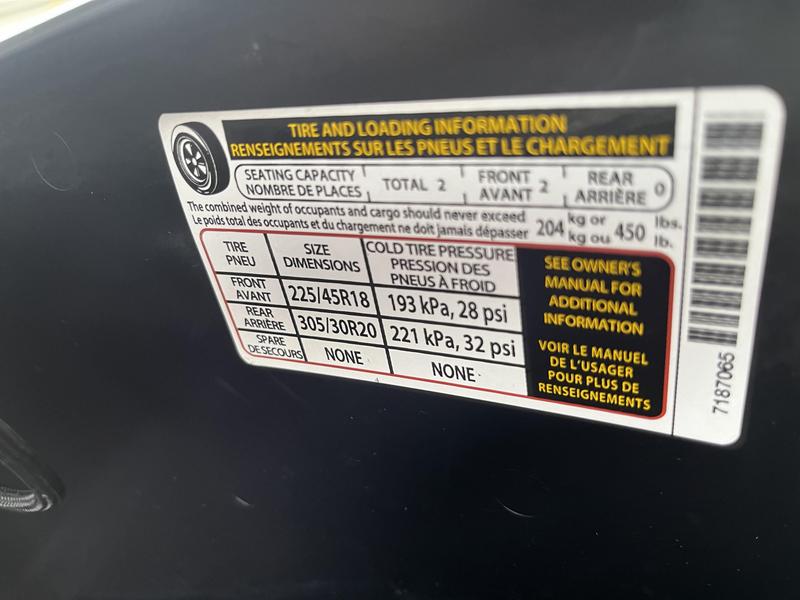 TIRE AND LOADING INFORMATION
RENSEIGNEMENTS SUR LES PNEUS ET LE CHARGEMENT
SEATING CAPACITY
NOMBRE DE PLACES
TOTAL 2
FRONT
AVANT 2
REAR
ARRIÈRE 0
The combined weight of occupants and cargo should never exceed 204 kg or 450 lbs.
Le poids total des occupants et du chargement ne doit jamais dépasser kg ou lb.
TIRE
PNEU
SIZE
DIMENSIONS
COLD TIRE PRESSURE
PRESSION DES
PNEUS À FROID
FRONT
AVANT
225/45R18
193 kPa, 28 psi
REAR
ARRIÈRE
305/30R20
221 kPa, 32 psi
SPARE
DE SECOURS
NONE
NONE
SEE OWNER'S
MANUAL FOR
ADDITIONAL
INFORMATION
VOIR LE MANUEL
DE L'USAGER
POUR PLUS DE
RENSEIGNEMENTS
7187065